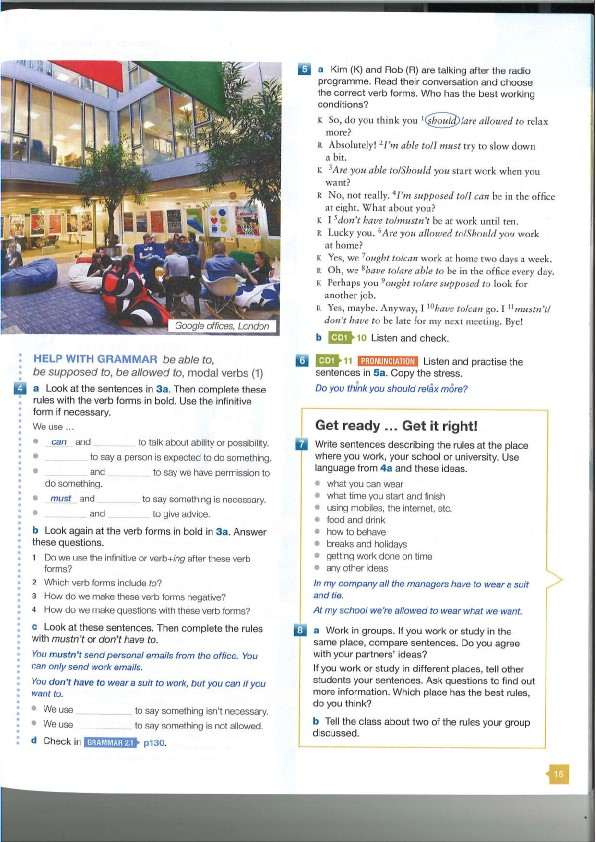 Google offices, London
HELP WITH GRAMMAR be able to,
be supposed to, be allowed to, modal verbs (1)
4 a Look at the sentences in 3a. Then complete these
rules with the verb forms in bold. Use the infinitive
form if necessary.
We use ...
• can and ________ to talk about ability or possibility.
• ________ to say a person is expected to do something.
• ________ and ________ to say we have permission to
do something.
• must and ________ to say something is necessary.
• ________ and ________ to give advice.
b Look again at the verb forms in bold in 3a. Answer
these questions.
1 Do we use the infinitive or verb+ing after these verb
forms?
2 Which verb forms include to?
3 How do we make these verb forms negative?
4 How do we make questions with these verb forms?
c Look at these sentences. Then complete the rules
with mustn't or don't have to.
You mustn't send personal emails from the office. You
can only send work emails.
You don't have to wear a suit to work, but you can if you
want to.
• We use ________ to say something isn't necessary.
• We use ________ to say something is not allowed.
d Check in GRAMMAR 2.1 p130.
5 a Kim (K) and Rob (R) are talking after the radio
programme. Read their conversation and choose
the correct verb forms. Who has the best working
conditions?
K So, do you think you 1should/are allowed to relax
more?
R Absolutely! 2I'm able to/I must try to slow down
a bit.
K 3Are you able to/Should you start work when you
want?
R No, not really. 4I'm supposed to/I can be in the office
at eight. What about you?
K I 5don't have to/mustn't be at work until ten.
R Lucky you. 6Are you allowed to/Should you work
at home?
K Yes, we 7ought to/can work at home two days a week.
R Oh, we 8have to/are able to be in the office every day.
K Perhaps you 9ought to/are supposed to look for
another job.
R Yes, maybe. Anyway, I 10have to/can go. I 11mustn't/
don't have to be late for my next meeting. Bye!
b CD1 10 Listen and check.
6 CD1 11 PRONUNCIATION Listen and practise the
sentences in 5a. Copy the stress.
Do you think you should relax more?
Get ready ... Get it right!
7 Write sentences describing the rules at the place
where you work, your school or university. Use
language from 4a and these ideas.
• what you can wear
• what time you start and finish
• using mobiles, the internet, etc.
• food and drink
• how to behave
• breaks and holidays
• getting work done on time
• any other ideas
In my company all the managers have to wear a suit
and tie.
At my school we're allowed to wear what we want.
8 a Work in groups. If you work or study in the
same place, compare sentences. Do you agree
with your partners' ideas?
If you work or study in different places, tell other
students your sentences. Ask questions to find out
more information. Which place has the best rules,
do you think?
b Tell the class about two of the rules your group
discussed.